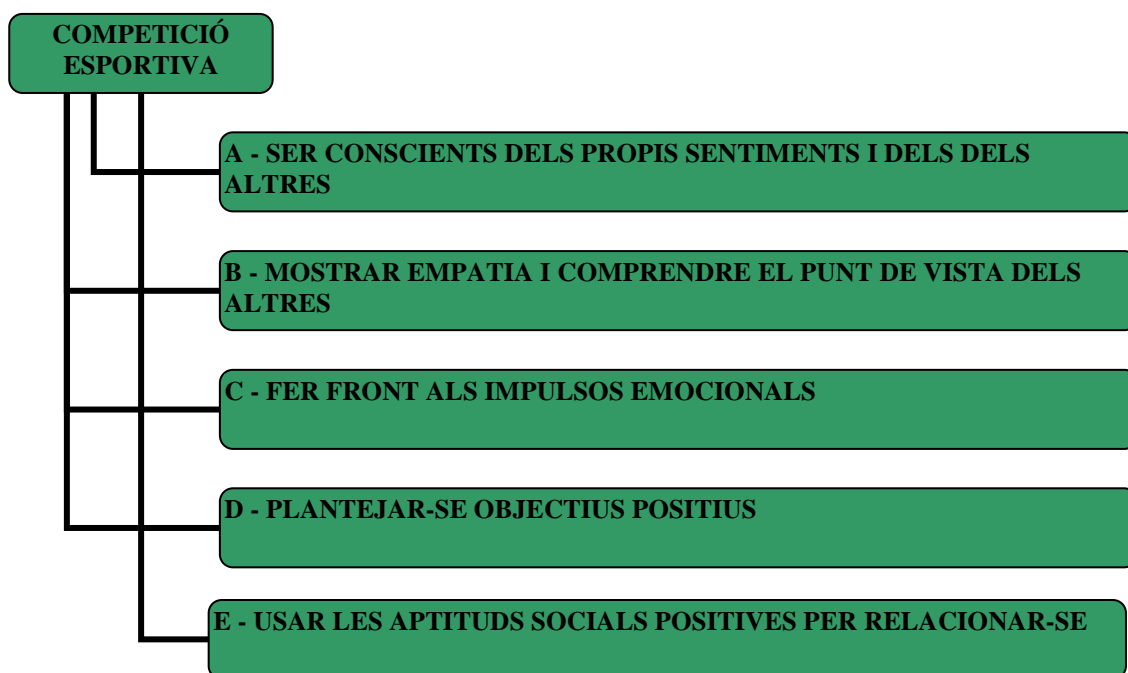 COMPETICIÓ
ESPORTIVA
A - SER CONSCIENTS DELS PROPIS SENTIMENTS I DELS DELS
ALTRES
B - MOSTRAR EMPATIA I COMPRENDRE EL PUNT DE VISTA DELS
ALTRES
C - FER FRONT ALS IMPULSOS EMOCIONALS
D - PLANTEJAR-SE OBJECTIUS POSITIUS
E - USAR LES APTITUDS SOCIALS POSITIVES PER RELACIONAR-SE